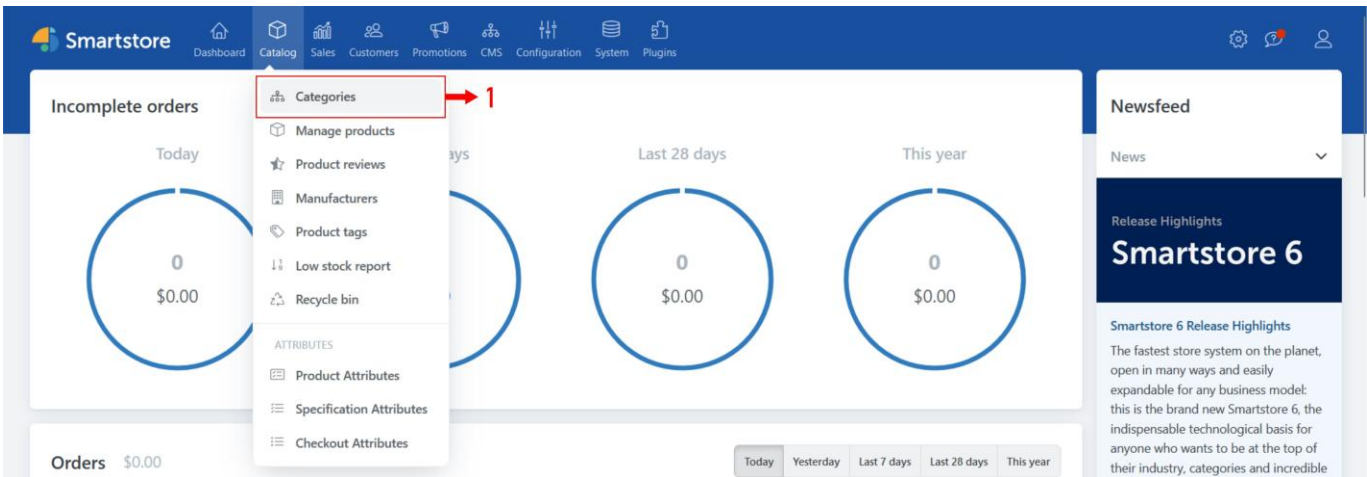 Smartstore
Dashboard
Catalog
Sales
Customers
Promotions
CMS
Configuration
System
Plugins
Incomplete orders
Today
ays
Last 28 days
This year
0
$0.00
0
$0.00
0
$0.00
Categories
1
Manage products
Product reviews
Manufacturers
Product tags
Low stock report
Recycle bin
ATTRIBUTES
Product Attributes
Specification Attributes
Checkout Attributes
Orders $0.00
Today Yesterday Last 7 days Last 28 days This year
Newsfeed
News
Release Highlights
Smartstore 6
Smartstore 6 Release Highlights
The fastest store system on the planet,
open in many ways and easily
expandable for any business model:
this is the brand new Smartstore 6, the
indispensable technological basis for
anyone who wants to be at the top of
their industry, categories and incredible